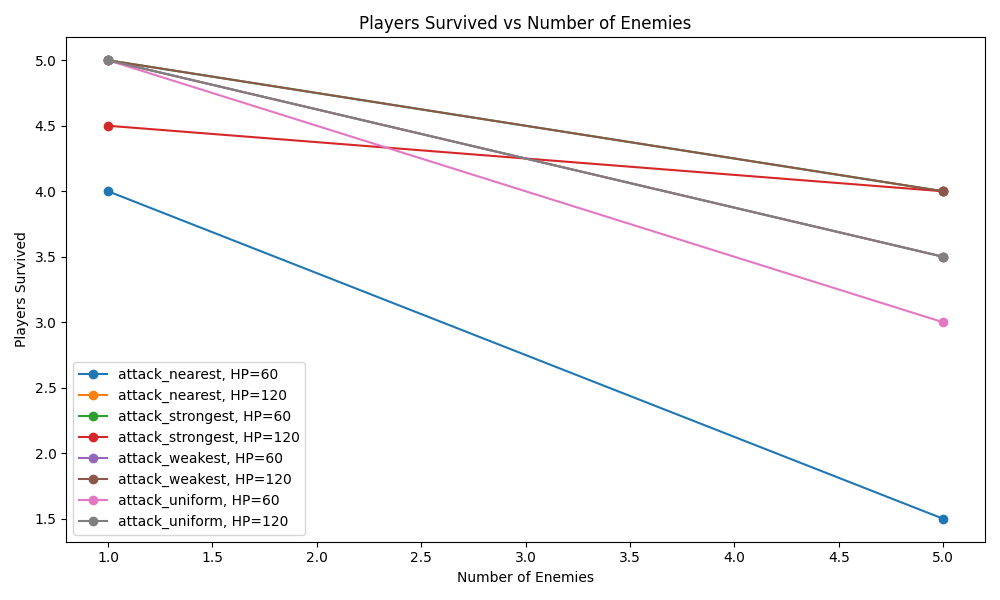 Players Survived vs Number of Enemies
Players Survived
5.0
4.5
4.0
3.5
3.0
2.5
2.0
1.5
attack_nearest, HP=60
attack_nearest, HP=120
attack_strongest, HP=60
attack_strongest, HP=120
attack_weakest, HP=60
attack_weakest, HP=120
attack_uniform, HP=60
attack_uniform, HP=120
1.0 1.5 2.0 2.5 3.0 3.5 4.0 4.5 5.0
Number of Enemies